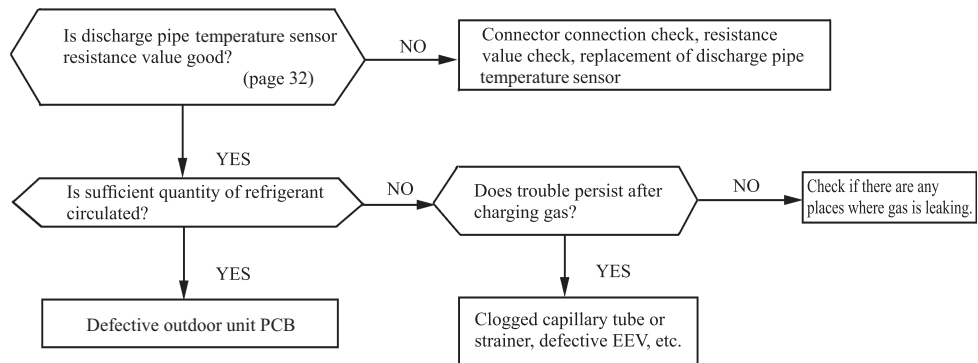 Is discharge pipe temperature sensor
resistance value good?
(page 32)
NO
Connector connection check, resistance
value check, replacement of discharge pipe
temperature sensor
YES
Is sufficient quantity of refrigerant
circulated?
NO
Does trouble persist after
charging gas?
NO
Check if there are any
places where gas is leaking.
YES
YES
Defective outdoor unit PCB
Clogged capillary tube or
strainer, defective EEV, etc.